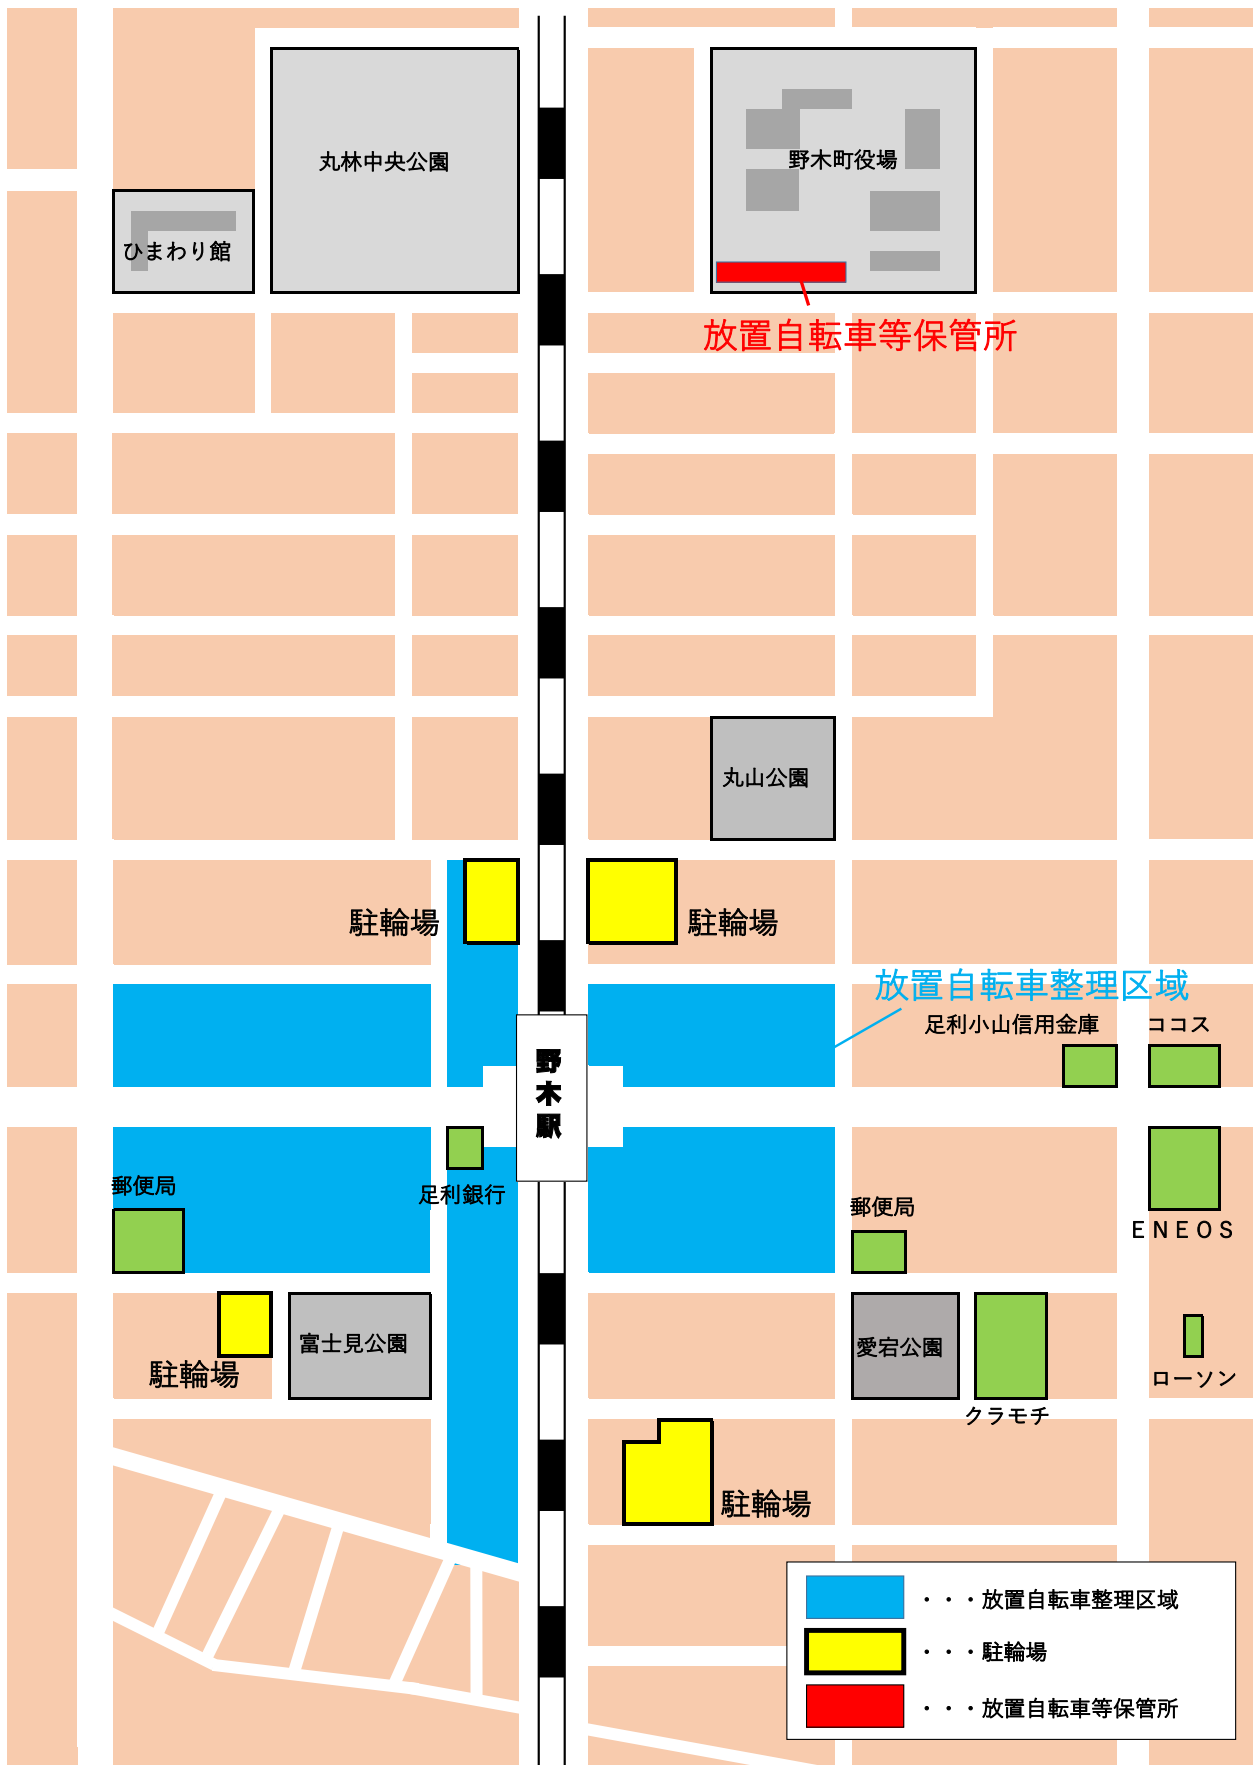 丸林中央公園
野木町役場
ひまわり館
放置自転車等保管所
丸山公園
駐輪場
駐輪場
放置自転車整理区域
足利小山信用金庫
ココス
野木駅
郵便局
足利銀行
郵便局
ENEOS
富士見公園
愛宕公園
駐輪場
ローソン
クラモチ
駐輪場
・・・放置自転車整理区域
・・・駐輪場
・・・放置自転車等保管所